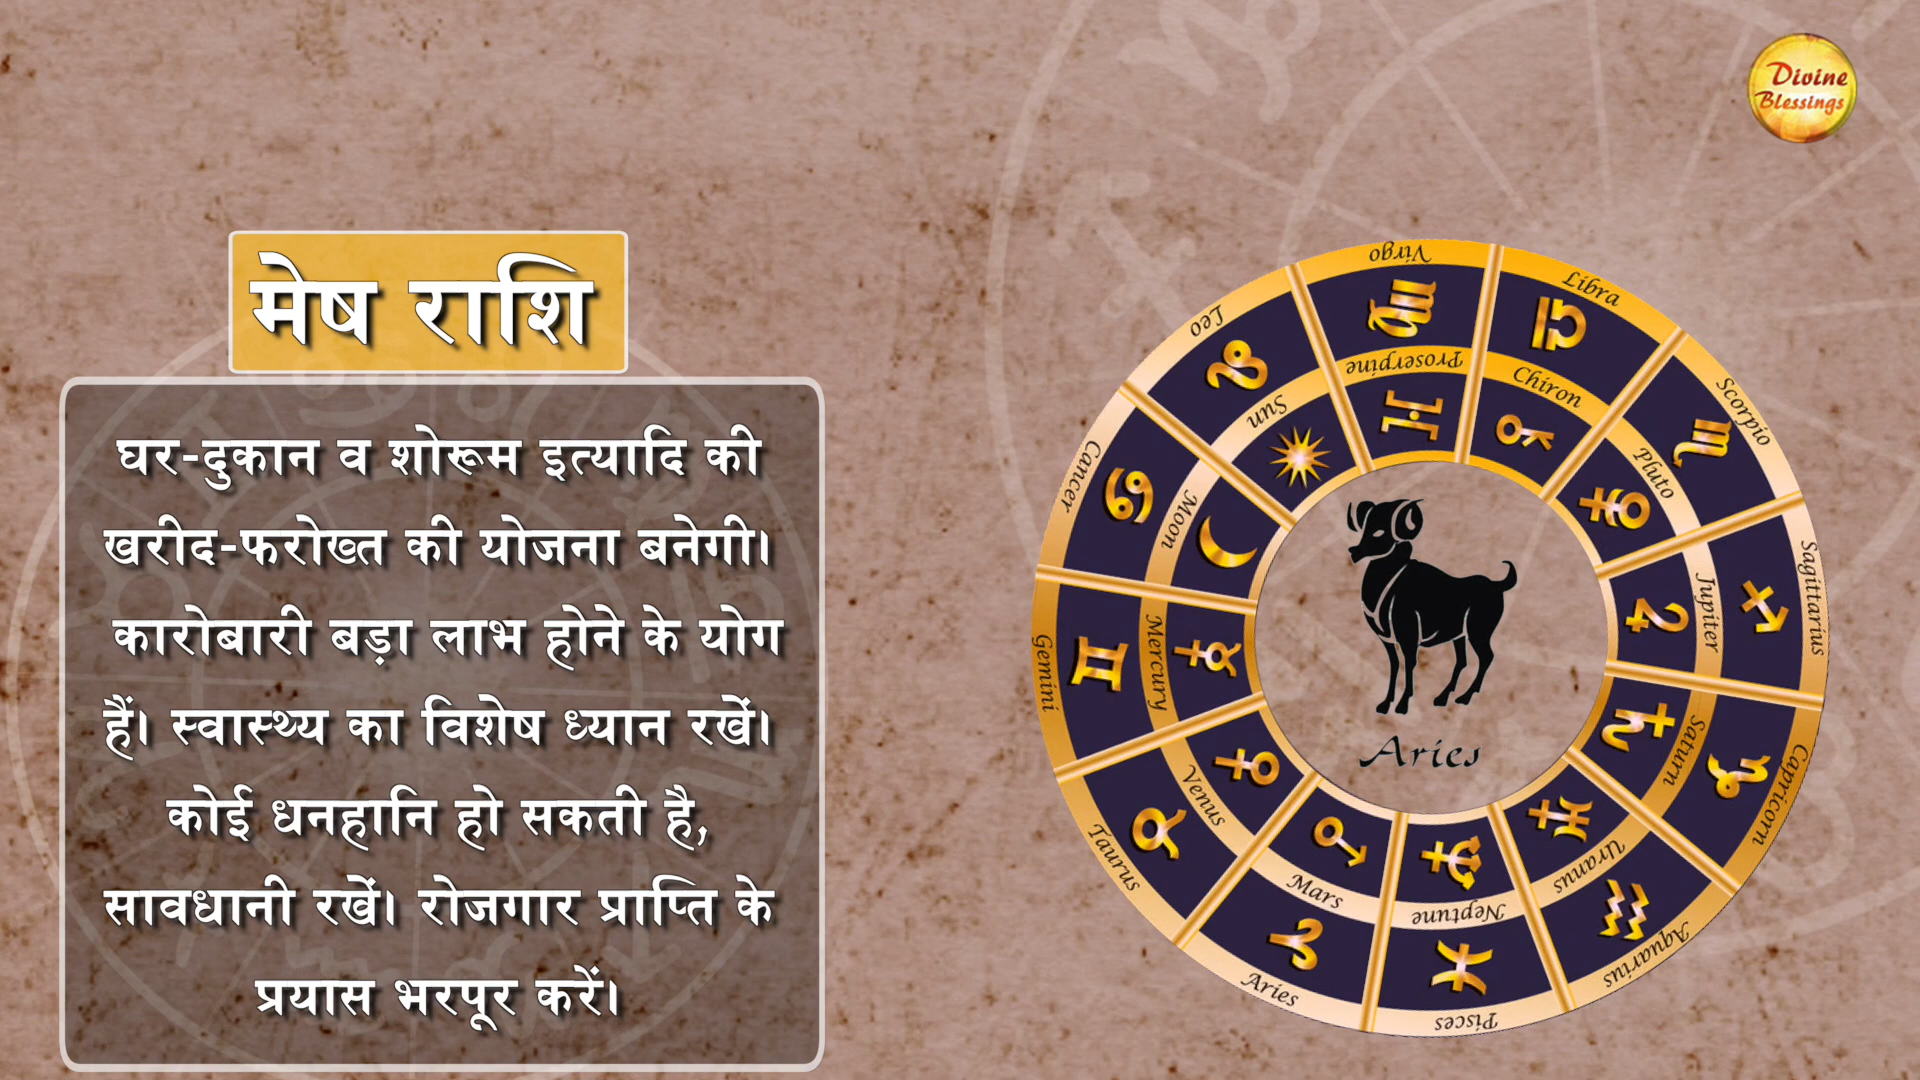 Divine
Blessings
मेष राशि
घर-दुकान व शोरूम इत्यादि की
खरीद-फरोख्त की योजना बनेगी।
कारोबारी बड़ा लाभ होने के योग
हैं। स्वास्थ्य का विशेष ध्यान रखें।
कोई धनहानि हो सकती है,
सावधानी रखें। रोजगार प्राप्ति के
प्रयास भरपूर करें।
Virgo
Libra
Scorpio
Sagittarius
Capricorn
Aquarius
Pisces
Aries
Taurus
Gemini
Cancer
Leo
Proserpine
Chiron
Pluto
Jupiter
Saturn
Uranus
Neptune
Mars
Venus
Mercury
Moon
Sun
Aries